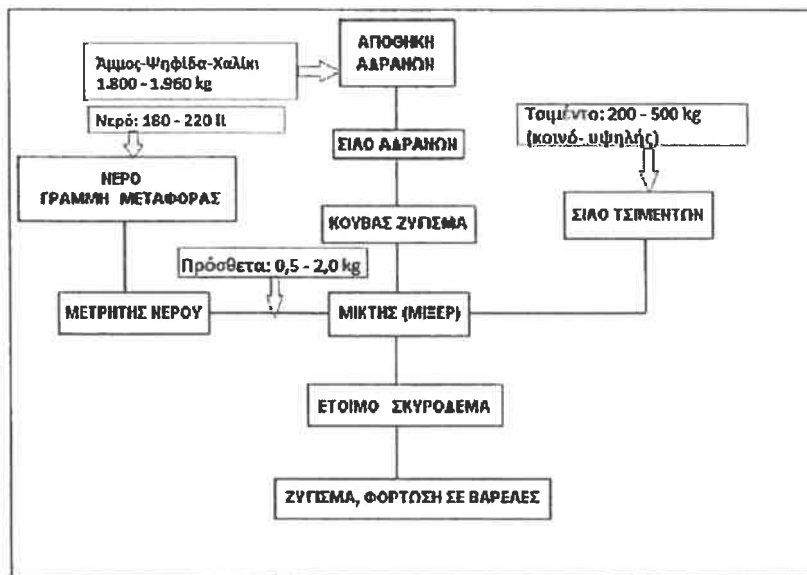 ΑΠΟΘΗΚΗ
ΑΔΡΑΝΩΝ
Άμμος-Ψηφίδα-Χαλίκι
1.800 - 1.960 kg
Νερό: 180 - 220 lt
Τσιμέντο: 200 - 500 kg
(κοινό- υψηλής)
ΣΙΛΟ ΑΔΡΑΝΩΝ
ΝΕΡΟ
ΓΡΑΜΜΗ ΜΕΤΑΦΟΡΑΣ
ΚΟΥΒΑΣ ΖΥΓΙΣΜΑ
ΣΙΛΟ ΤΣΙΜΕΝΤΩΝ
Πρόσθετα: 0,5 - 2,0 kg
ΜΕΤΡΗΤΗΣ ΝΕΡΟΥ
ΜΙΚΤΗΣ (ΜΙΞΕΡ)
ΕΤΟΙΜΟ ΣΚΥΡΟΔΕΜΑ
ΖΥΓΙΣΜΑ, ΦΟΡΤΩΣΗ ΣΕ ΒΑΡΕΛΕΣ